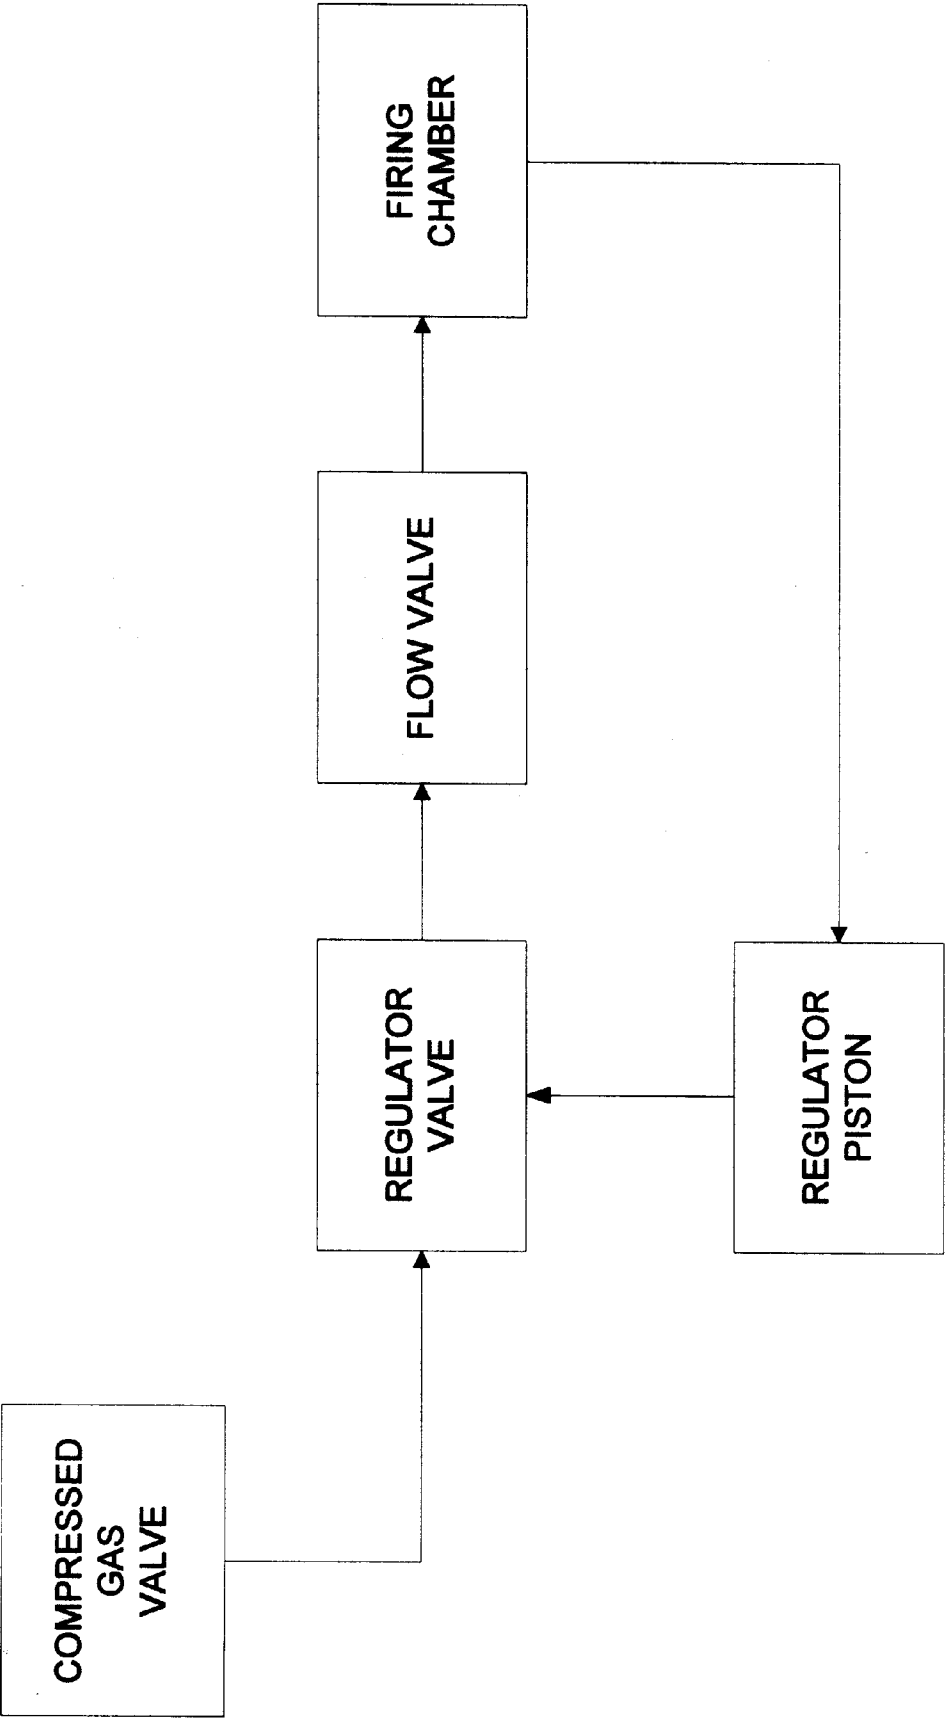 COMPRESSED
GAS
VALVE
REGULATOR
VALVE
FLOW VALVE
FIRING
CHAMBER
REGULATOR
PISTON